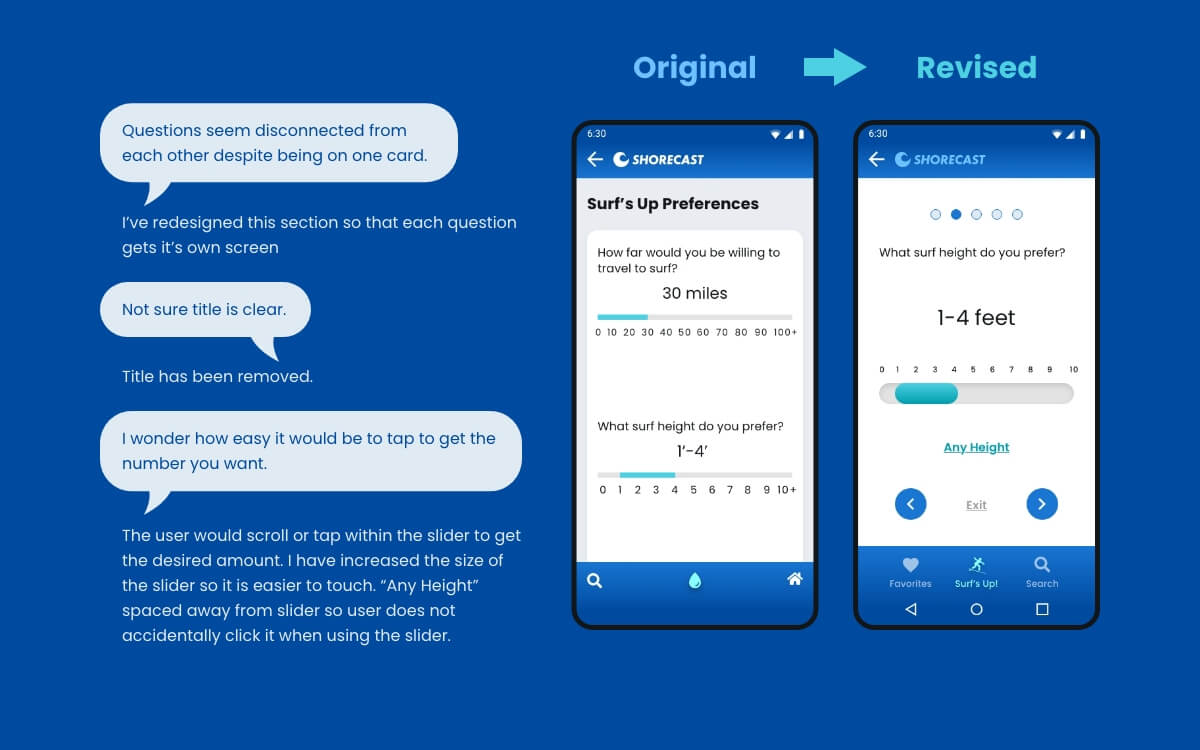 Original
Revised
Questions seem disconnected from
each other despite being on one card.
I've redesigned this section so that each question
gets it's own screen
Not sure title is clear.
Title has been removed.
I wonder how easy it would be to tap to get the
number you want.
The user would scroll or tap within the slider to get
the desired amount. I have increased the size of
the slider so it is easier to touch. “Any Height”
spaced away from slider so user does not
accidentally click it when using the slider.
6:30
SHORECAST
Surf's Up Preferences
How far would you be willing to
travel to surf?
30 miles
0 10 20 30 40 50 60 70 80 90 100+
What surf height do you prefer?
1'-4'
0 1 2 3 4 5 6 7 8 9 10+
6:30
SHORECAST
What surf height do you prefer?
1-4 feet
0 1 2 3 4 5 6 7 8 9 10
Any Height
Exit
Favorites Surf's Up! Search